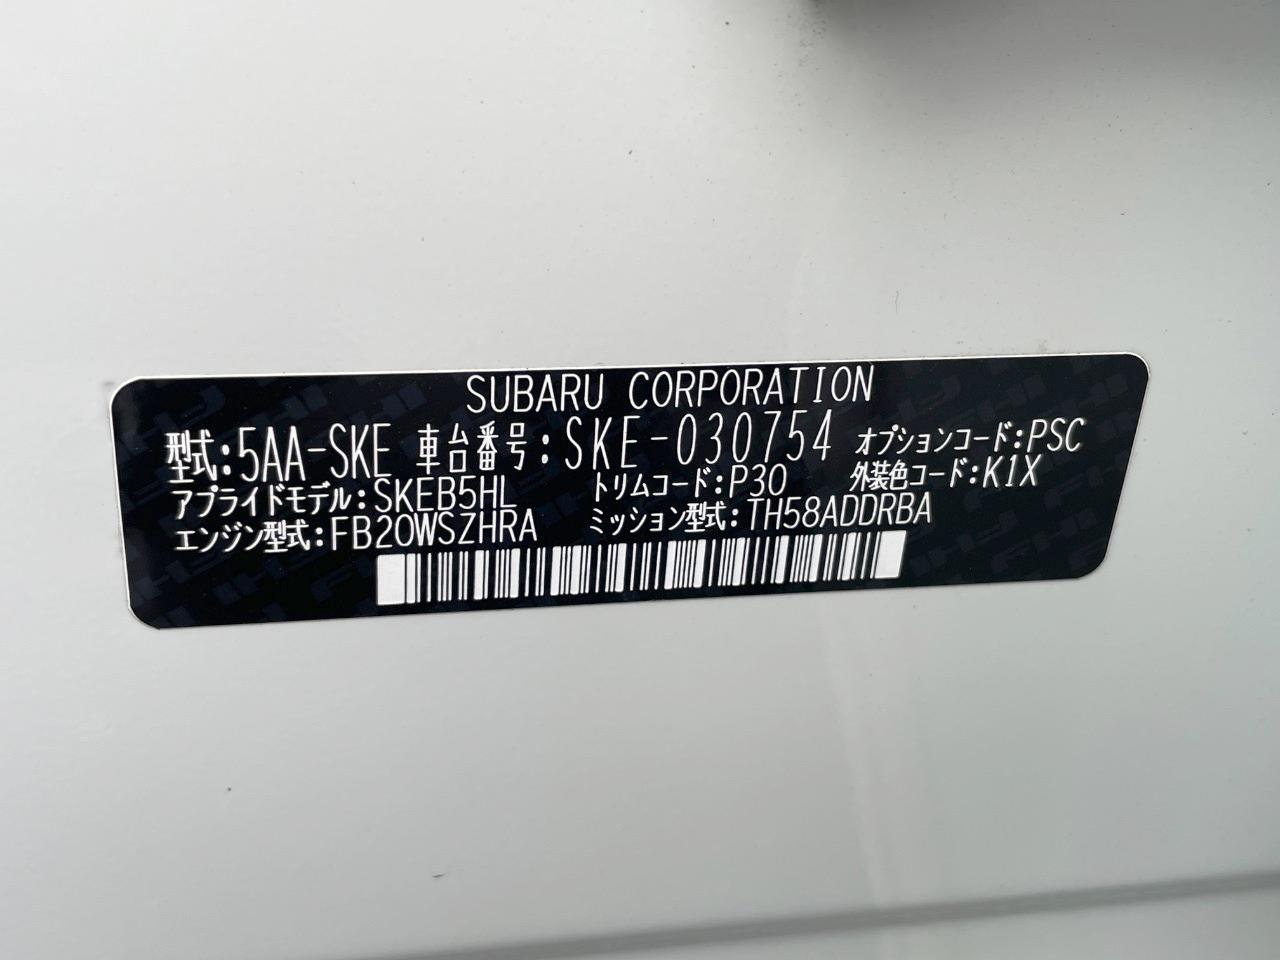 SUBARU CORPORATION
型式:5AA-SKE 車台番号:SKE-030754 オプションコード:PSC
アプライドモデル:SKEB5HL トリムコード:P30 外装色コード:K1X
エンジン型式:FB20WSZHRA ミッション型式:TH58ADDRBA